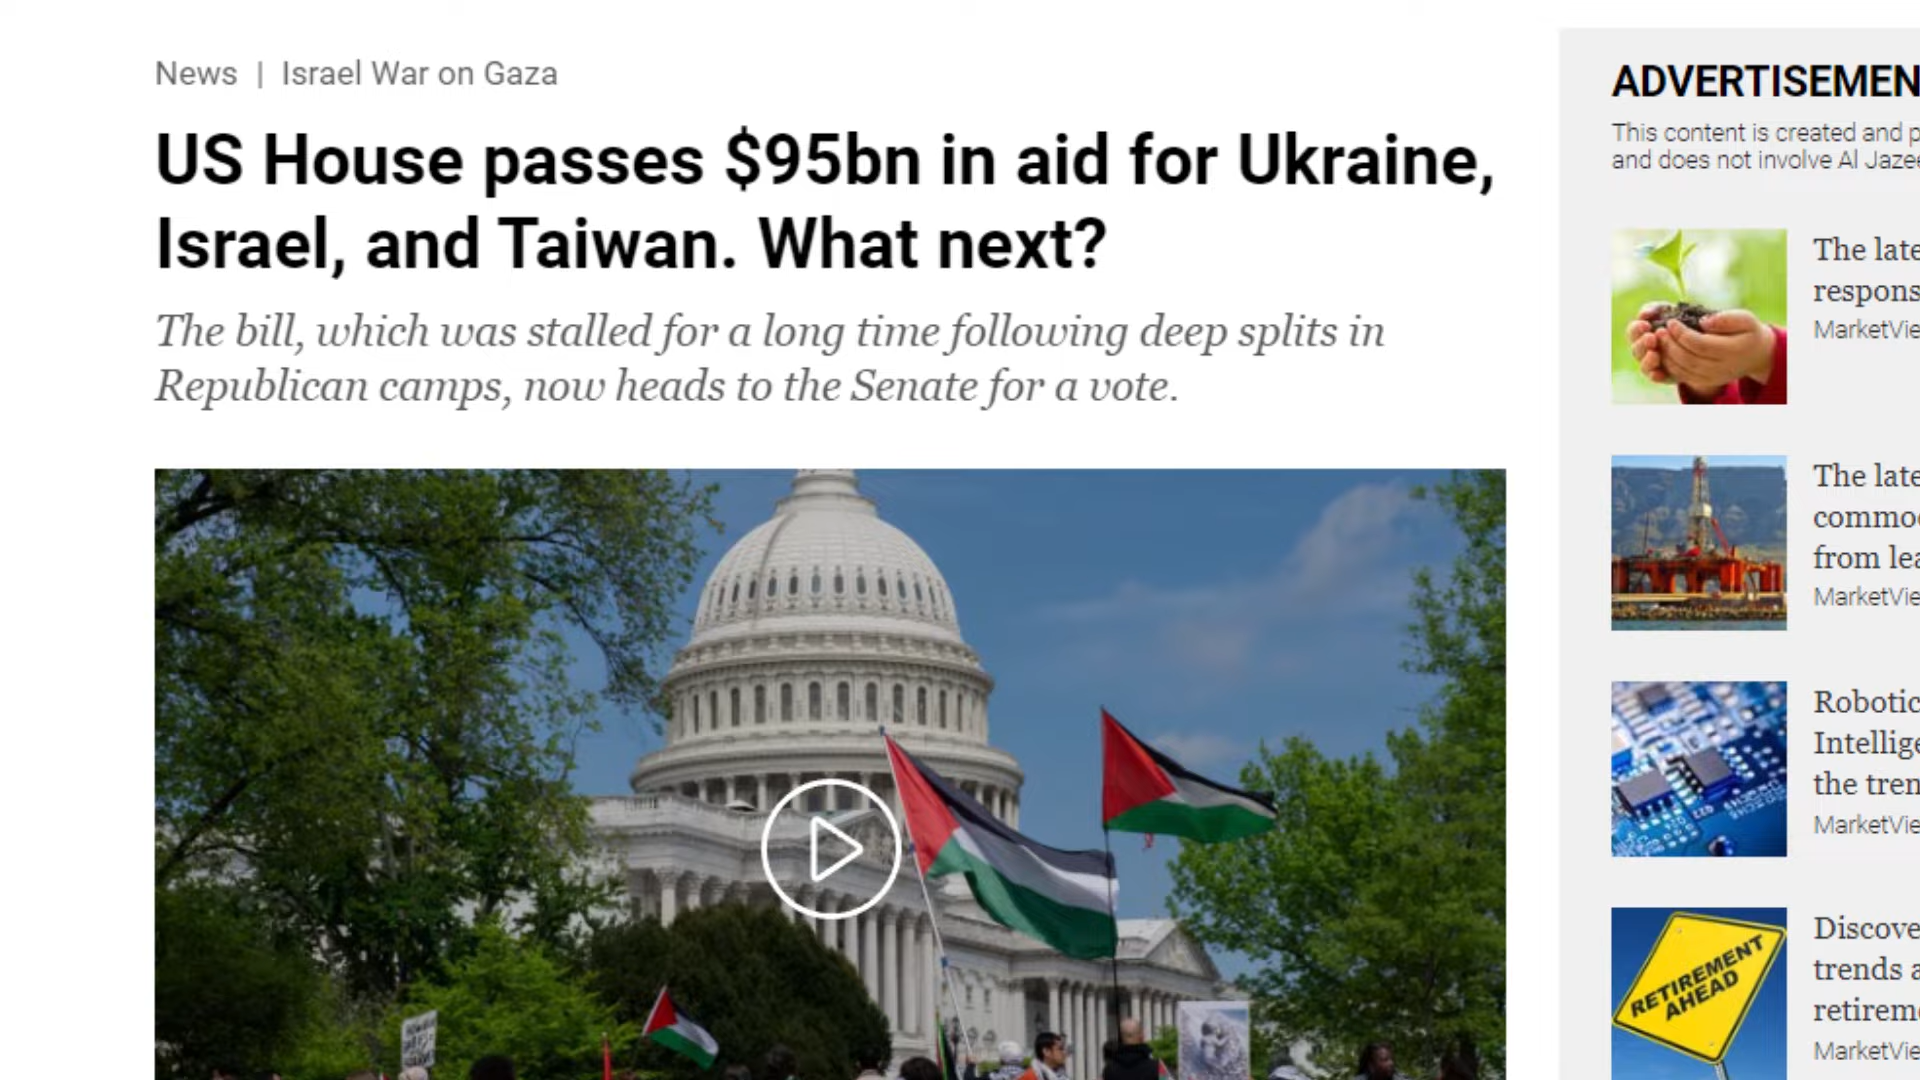 News | Israel War on Gaza
US House passes $95bn in aid for Ukraine,
Israel, and Taiwan. What next?
The bill, which was stalled for a long time following deep splits in
Republican camps, now heads to the Senate for a vote.
ADVERTISEMEN
This content is created and p
and does not involve Al Jazee
The late
respons
MarketVie
The late
commod
from lea
MarketVie
Robotic
Intellige
the tren
MarketVie
RETIREMENT
AHEAD
Discove
trends a
retireme
MarketVie